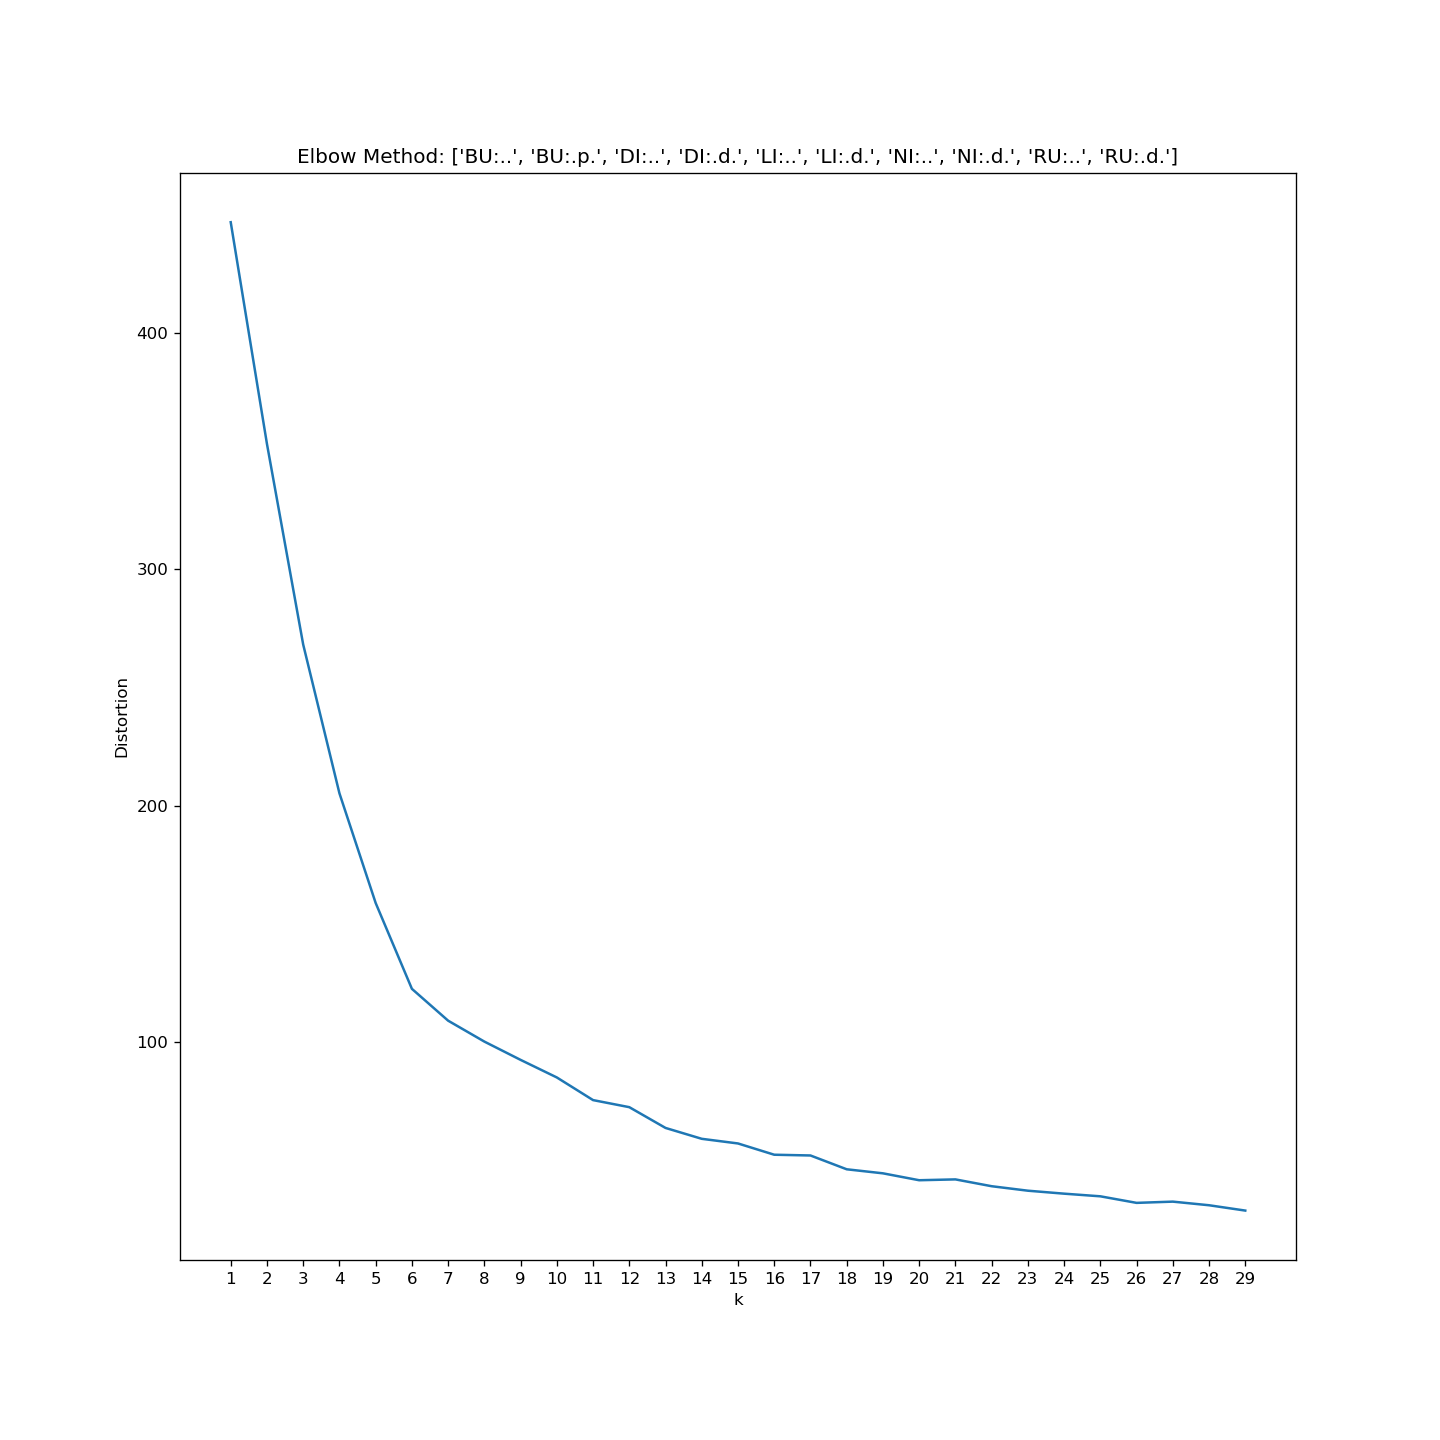 Elbow Method: ['BU:..', 'BU:.p.', 'DI:..', 'DI:.d.', 'LI:..', 'LI:.d.', 'NI:..', 'NI:.d.', 'RU:..', 'RU:.d.']
400
300
200
100
Distortion
1 2 3 4 5 6 7 8 9 10 11 12 13 14 15 16 17 18 19 20 21 22 23 24 25 26 27 28 29
k